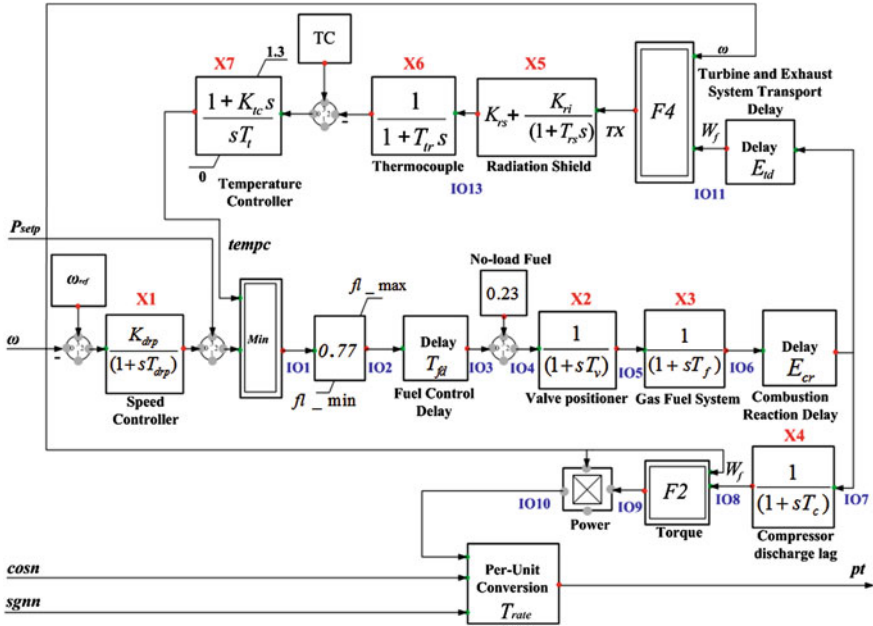 X7
1.3
TC
X6
X5
ω
Turbine and Exhaust
System Transport
Delay
1 + K_tc s
sT_t
1
1 + T_tr s
K_rs + K_ri
(1 + T_rs s)
TX
F4
W_f
Delay
E_td
0
Temperature
Controller
Thermocouple
IO13
Radiation Shield
IO11
P_setp
tempc
No-load Fuel
ω_ref
X1
fl _ max
0.23
X2
X3
ω
K_drp
(1 + sT_drp)
Min
IO1
0.77
IO2
Delay
T_fd
IO3
IO4
1
(1 + sT_v)
IO5
1
(1 + sT_f)
IO6
Delay
E_cr
Speed
Controller
fl _ min
Fuel Control
Delay
Valve positioner
Gas Fuel System
Combustion
Reaction Delay
X4
W_f
IO10
Power
IO9
F2
Torque
IO8
1
(1 + sT_c)
IO7
Compressor
discharge lag
cosn
sgnn
Per-Unit
Conversion
T_rate
pt